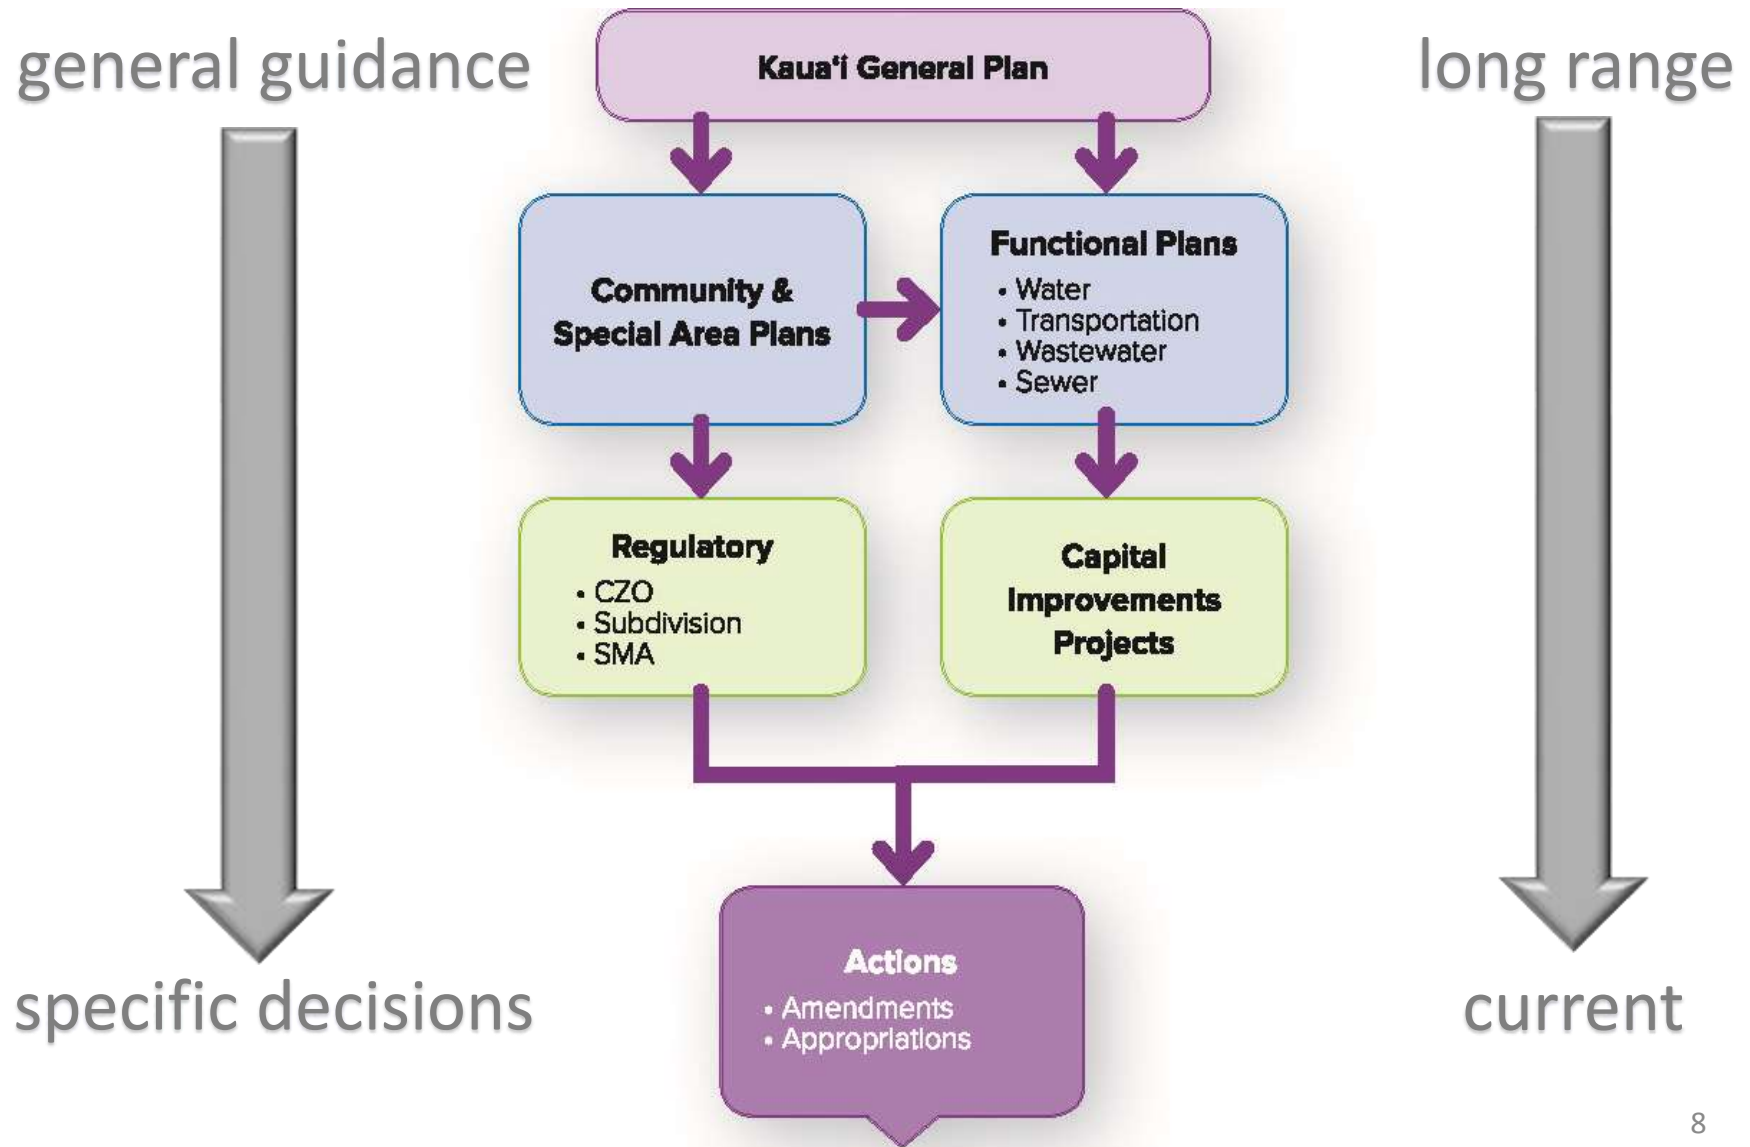 general guidance
Kauaʻi General Plan
long range
Community &
Special Area Plans
Functional Plans
• Water
• Transportation
• Wastewater
• Sewer
Regulatory
• CZO
• Subdivision
• SMA
Capital
Improvements
Projects
specific decisions
Actions
• Amendments
• Appropriations
current
8